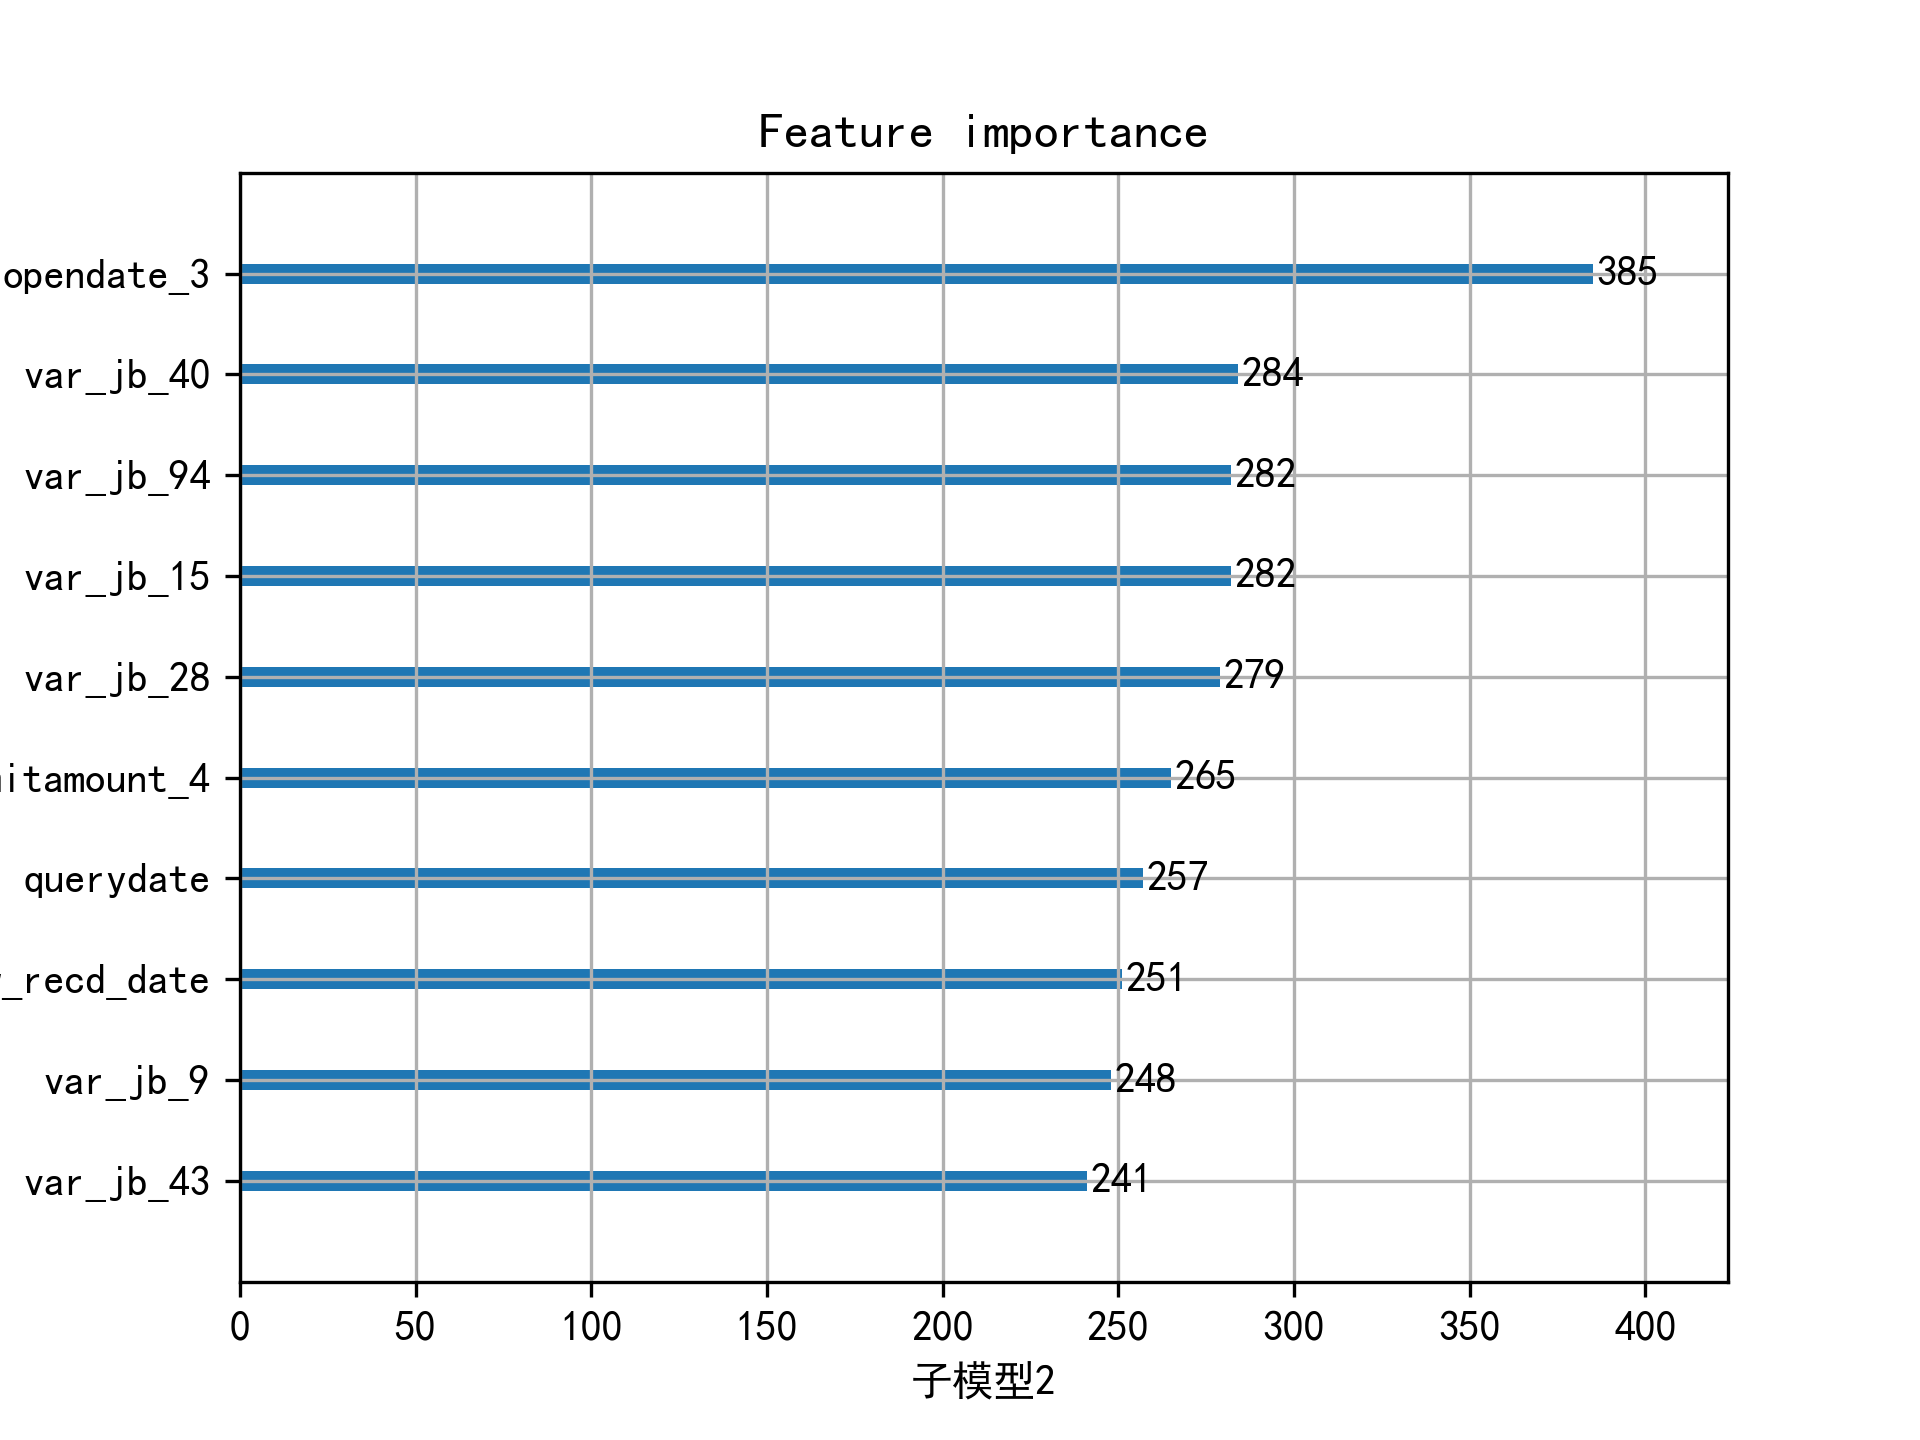 Feature importance
opendate_3
385
var_jb_40
284
var_jb_94
282
var_jb_15
282
var_jb_28
279
itamount_4
265
querydate
257
_recd_date
251
var_jb_9
248
var_jb_43
241
0 50 100 150 200 250 300 350 400
子模型2